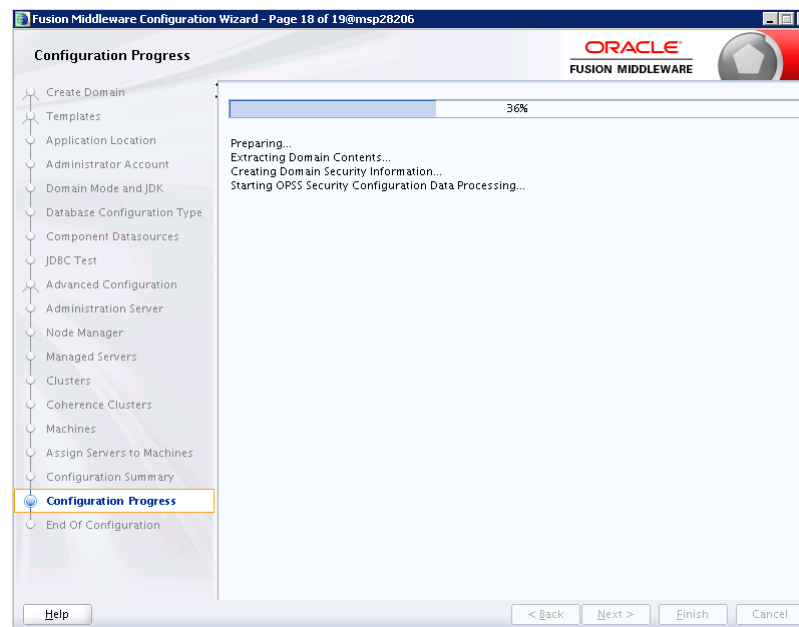 Fusion Middleware Configuration Wizard - Page 18 of 19@msp28206
Configuration Progress
ORACLE
FUSION MIDDLEWARE
Create Domain
Templates
Application Location
Administrator Account
Domain Mode and JDK
Database Configuration Type
Component Datasources
JDBC Test
Advanced Configuration
Administration Server
Node Manager
Managed Servers
Clusters
Coherence Clusters
Machines
Assign Servers to Machines
Configuration Summary
Configuration Progress
End Of Configuration
36%
Preparing...
Extracting Domain Contents...
Creating Domain Security Information...
Starting OPSS Security Configuration Data Processing...
Help
< Back
Next >
Finish
Cancel